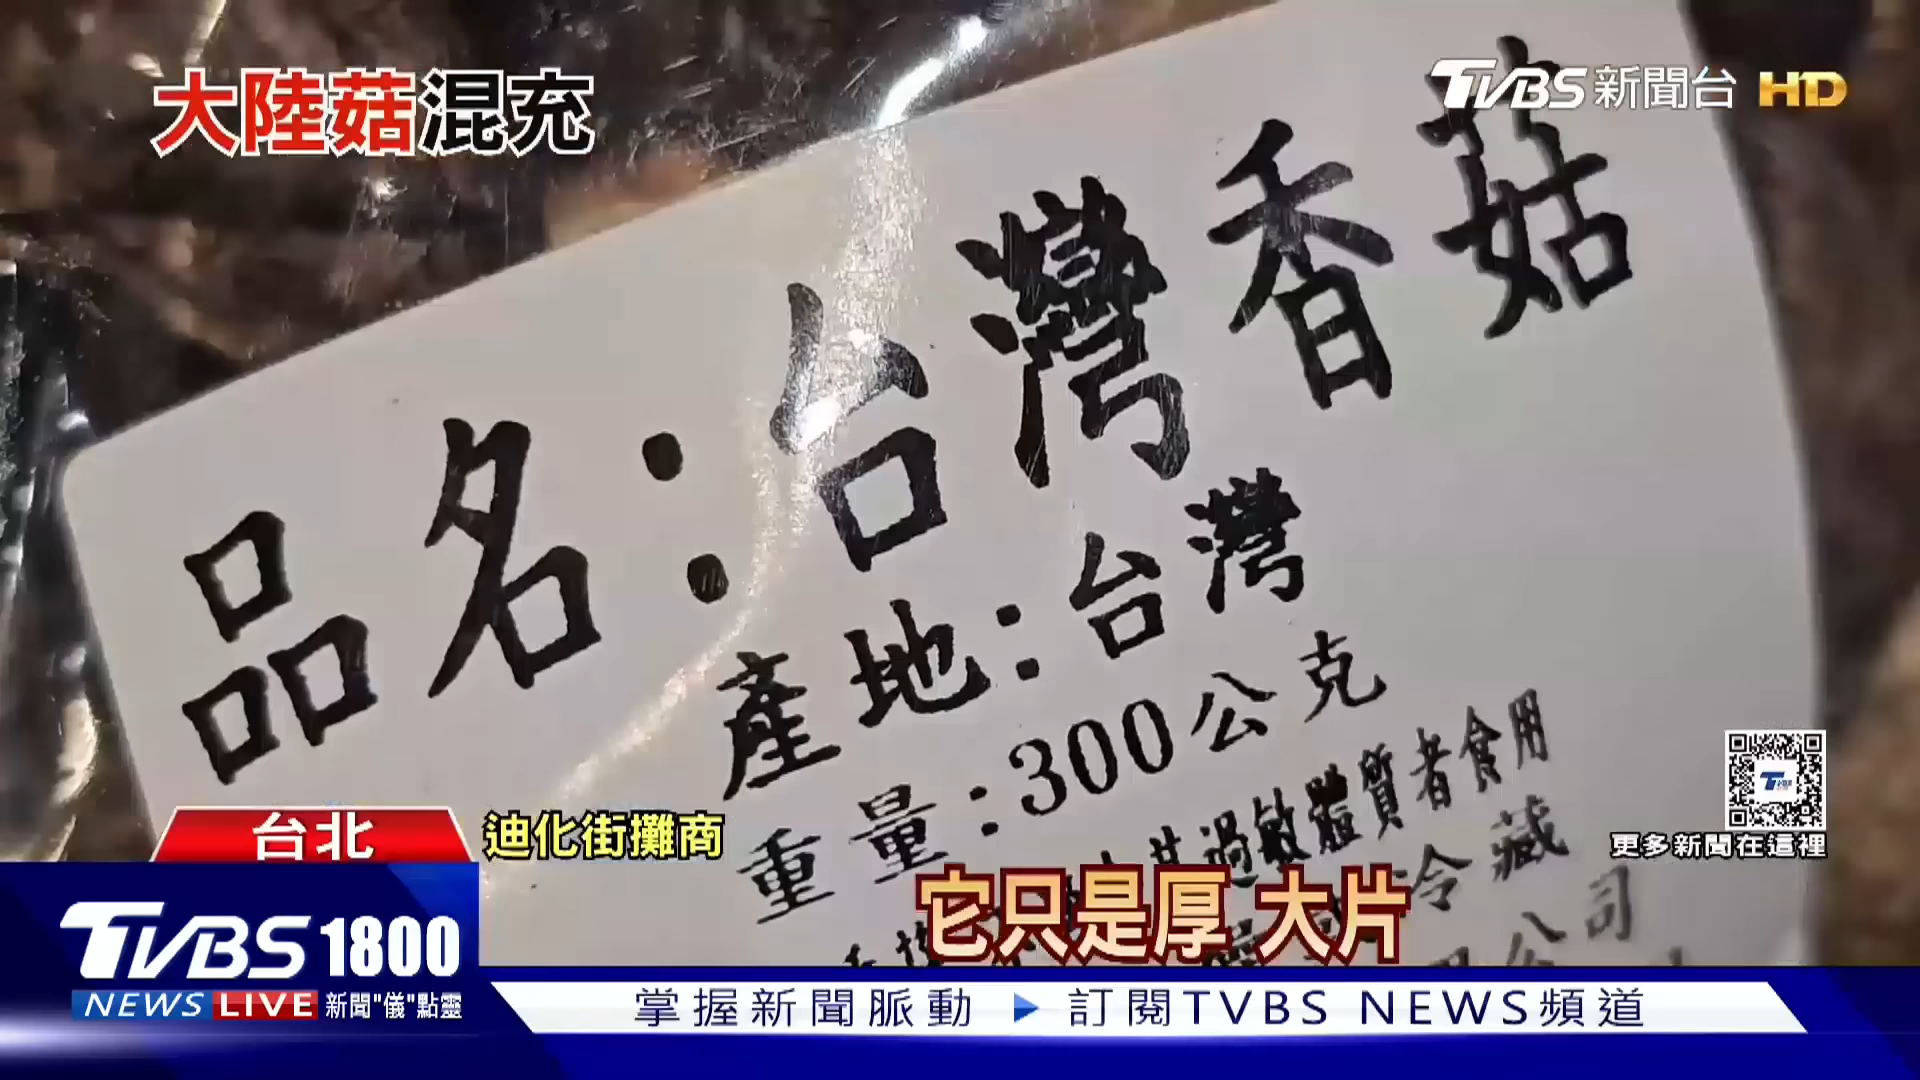 大陸菇混充
TVBS新聞台 HD
品名:台灣香菇
產地:台灣
重量:300公克
過敏體質者食用
冷藏
公司
更多新聞在這裡
台北
迪化街攤商
它只是厚 大片
TVBS 1800
NEWS LIVE 新聞"儀"點靈
掌握新聞脈動 ▶ 訂閱TVBS NEWS頻道